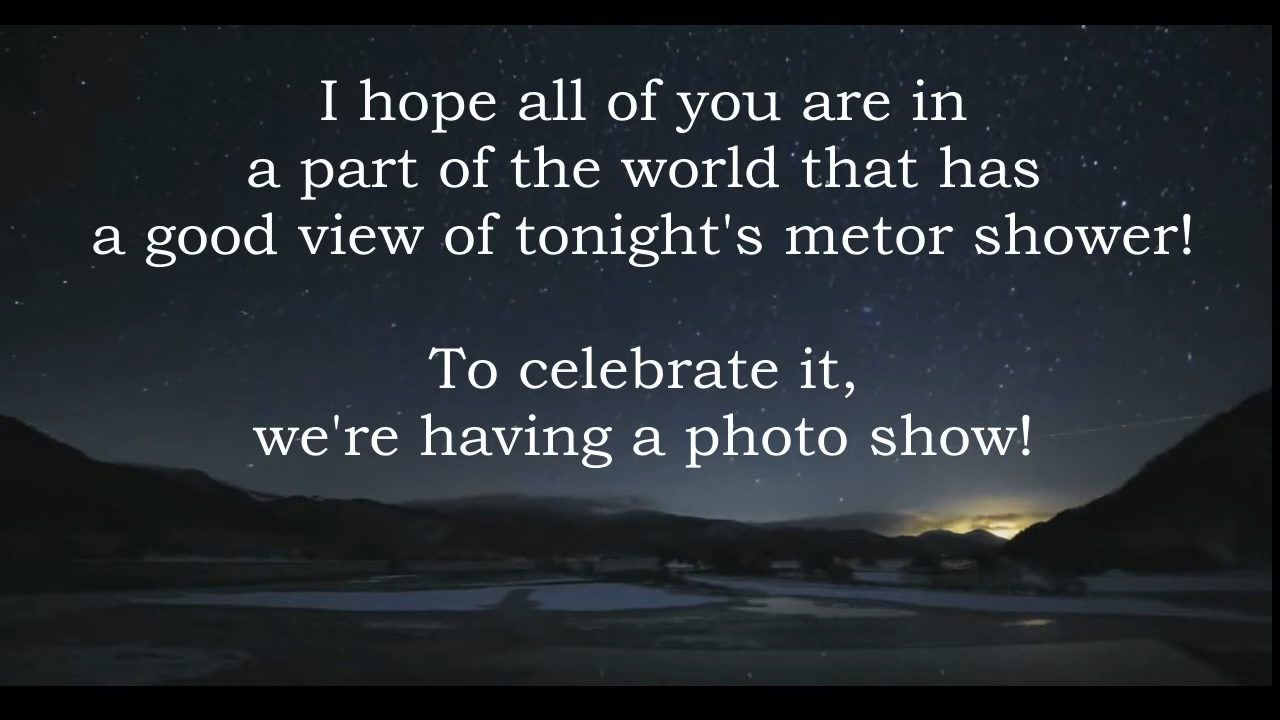 I hope all of you are in
a part of the world that has
a good view of tonight's metor shower!
To celebrate it,
we're having a photo show!